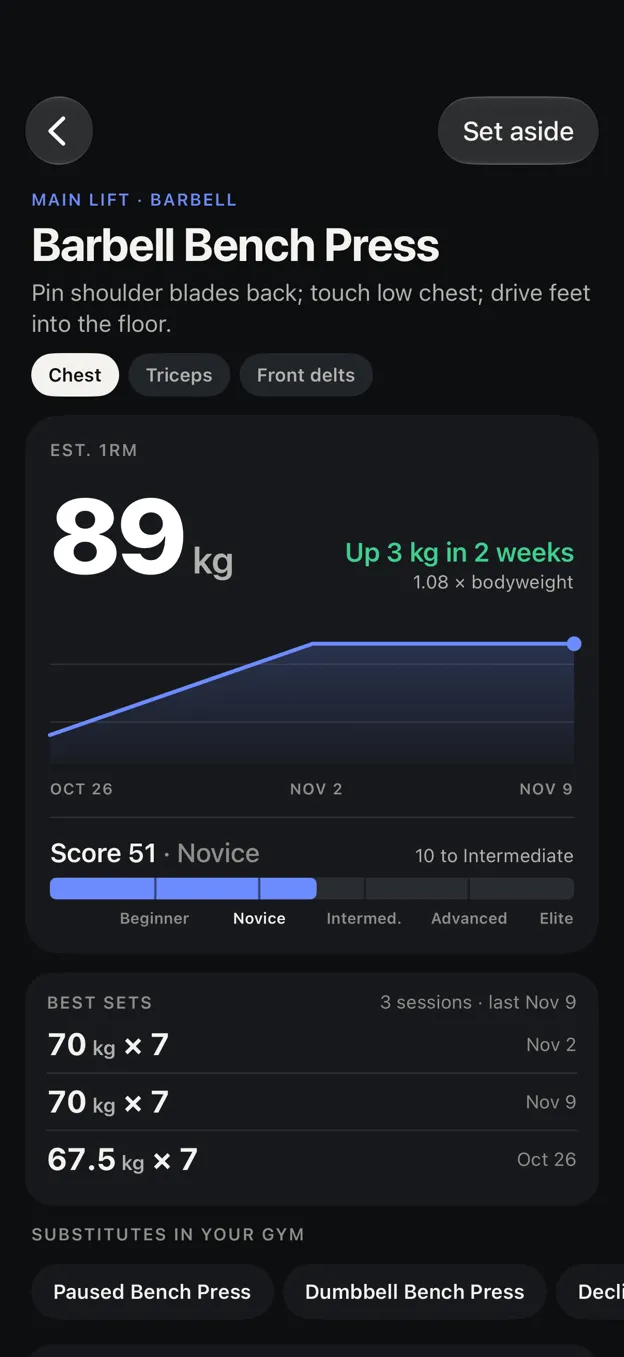 Set aside
MAIN LIFT · BARBELL
Barbell Bench Press
Pin shoulder blades back; touch low chest; drive feet
into the floor.
Chest Triceps Front delts
EST. 1RM
89 kg
Up 3 kg in 2 weeks
1.08 × bodyweight
OCT 26 NOV 2 NOV 9
Score 51 · Novice 10 to Intermediate
Beginner Novice Intermed. Advanced Elite
BEST SETS 3 sessions · last Nov 9
70 kg × 7 Nov 2
70 kg × 7 Nov 9
67.5 kg × 7 Oct 26
SUBSTITUTES IN YOUR GYM
Paused Bench Press Dumbbell Bench Press Decli